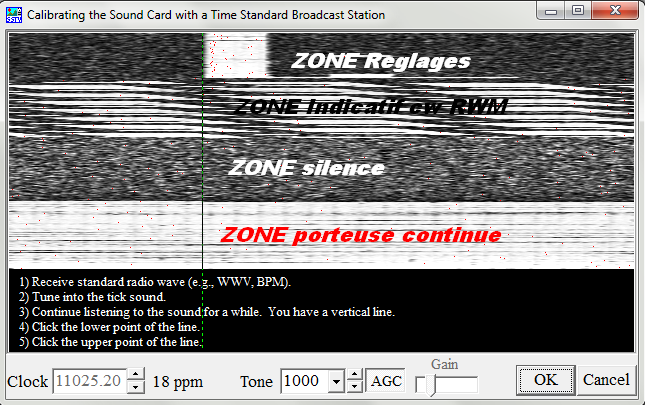 Calibrating the Sound Card with a Time Standard Broadcast Station
ZONE Reglages
ZONE Indicatif cw RWM
ZONE silence
ZONE porteuse continue
1) Receive standard radio wave (e.g., WWV, BPM).
2) Tune into the tick sound.
3) Continue listening to the sound for a while. You have a vertical line.
4) Click the lower point of the line.
5) Click the upper point of the line.
Gain
Clock 11025.20 18 ppm Tone 1000 AGC OK Cancel